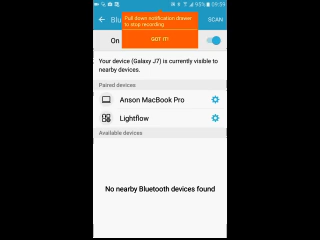 93% 09:59
Blu
SCAN
Pull down notification drawer
to stop recording
GOT IT!
On
Your device (Galaxy J7) is currently visible to
nearby devices.
Paired devices
Anson MacBook Pro
Lightflow
Available devices
No nearby Bluetooth devices found